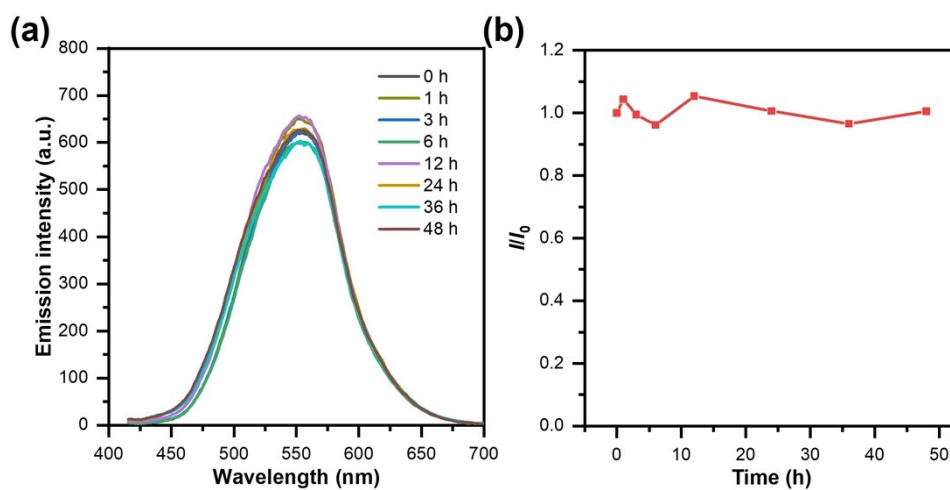 (a)
800
700
600
500
400
300
200
100
0
400 450 500 550 600 650 700
Wavelength (nm)
Emission intensity (a.u.)
0 h
1 h
3 h
6 h
12 h
24 h
36 h
48 h
(b)
1.2
1.0
0.8
0.6
0.4
0.2
0.0
0 10 20 30 40 50
Time (h)
I/I₀